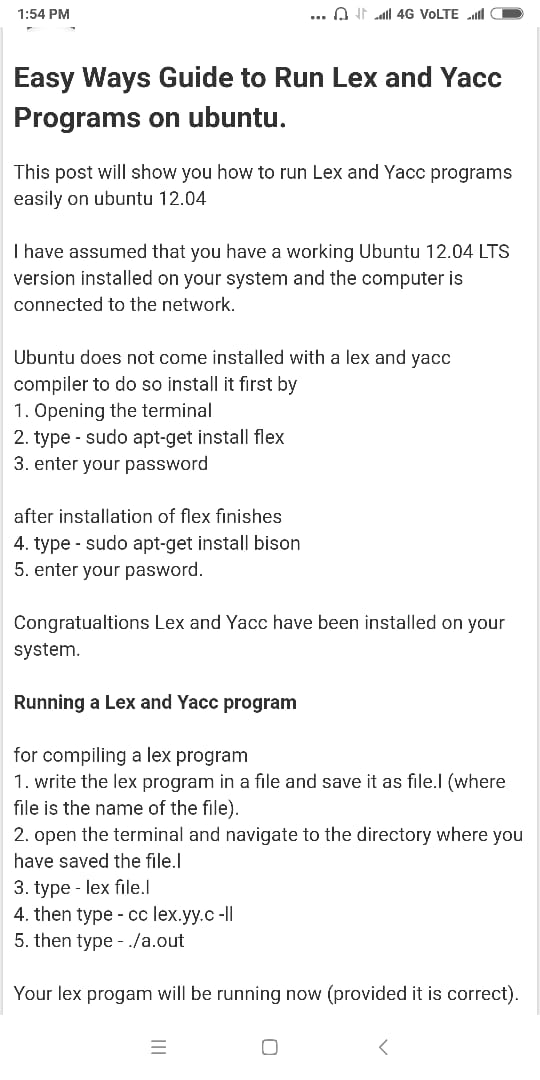 1:54 PM ... 4G VoLTE
Easy Ways Guide to Run Lex and Yacc
Programs on ubuntu.
This post will show you how to run Lex and Yacc programs
easily on ubuntu 12.04
I have assumed that you have a working Ubuntu 12.04 LTS
version installed on your system and the computer is
connected to the network.
Ubuntu does not come installed with a lex and yacc
compiler to do so install it first by
1. Opening the terminal
2. type - sudo apt-get install flex
3. enter your password
after installation of flex finishes
4. type - sudo apt-get install bison
5. enter your pasword.
Congratualtions Lex and Yacc have been installed on your
system.
Running a Lex and Yacc program
for compiling a lex program
1. write the lex program in a file and save it as file.l (where
file is the name of the file).
2. open the terminal and navigate to the directory where you
have saved the file.l
3. type - lex file.l
4. then type - cc lex.yy.c -ll
5. then type - ./a.out
Your lex progam will be running now (provided it is correct).